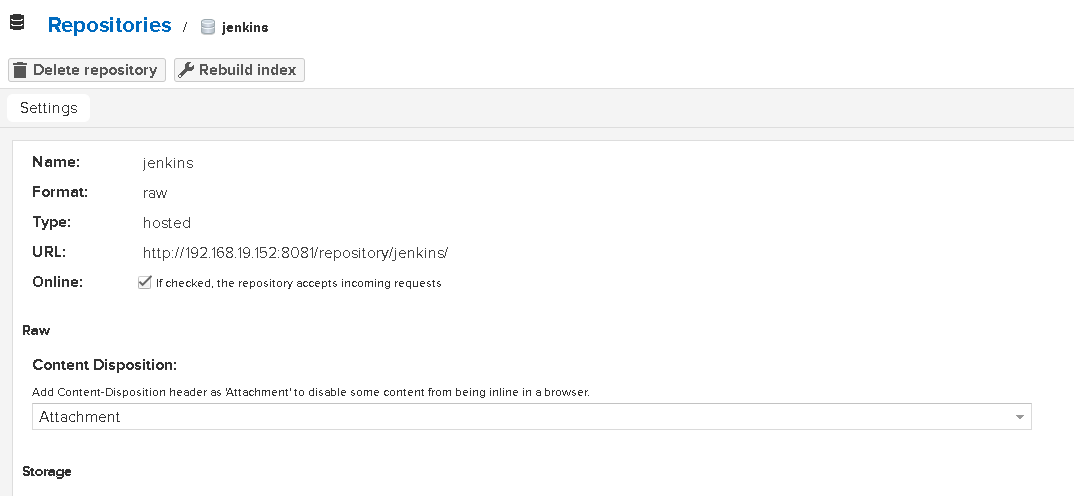 Repositories / jenkins
Delete repository Rebuild index
Settings
Name: jenkins
Format: raw
Type: hosted
URL: http://192.168.19.152:8081/repository/jenkins/
Online: If checked, the repository accepts incoming requests
Raw
Content Disposition:
Add Content-Disposition header as 'Attachment' to disable some content from being inline in a browser.
Attachment
Storage